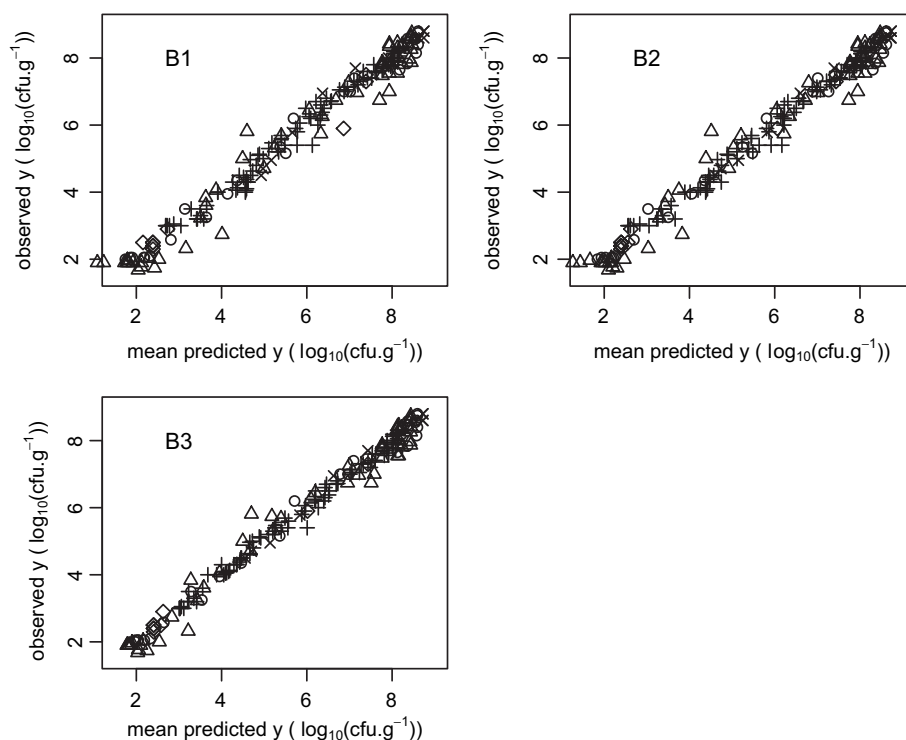 B1
8
6
4
2
observed y ( log10(cfu.g−1))
2 4 6 8
mean predicted y ( log10(cfu.g−1))
B2
8
6
4
2
observed y ( log10(cfu.g−1))
2 4 6 8
mean predicted y ( log10(cfu.g−1))
B3
8
6
4
2
observed y ( log10(cfu.g−1))
2 4 6 8
mean predicted y ( log10(cfu.g−1))